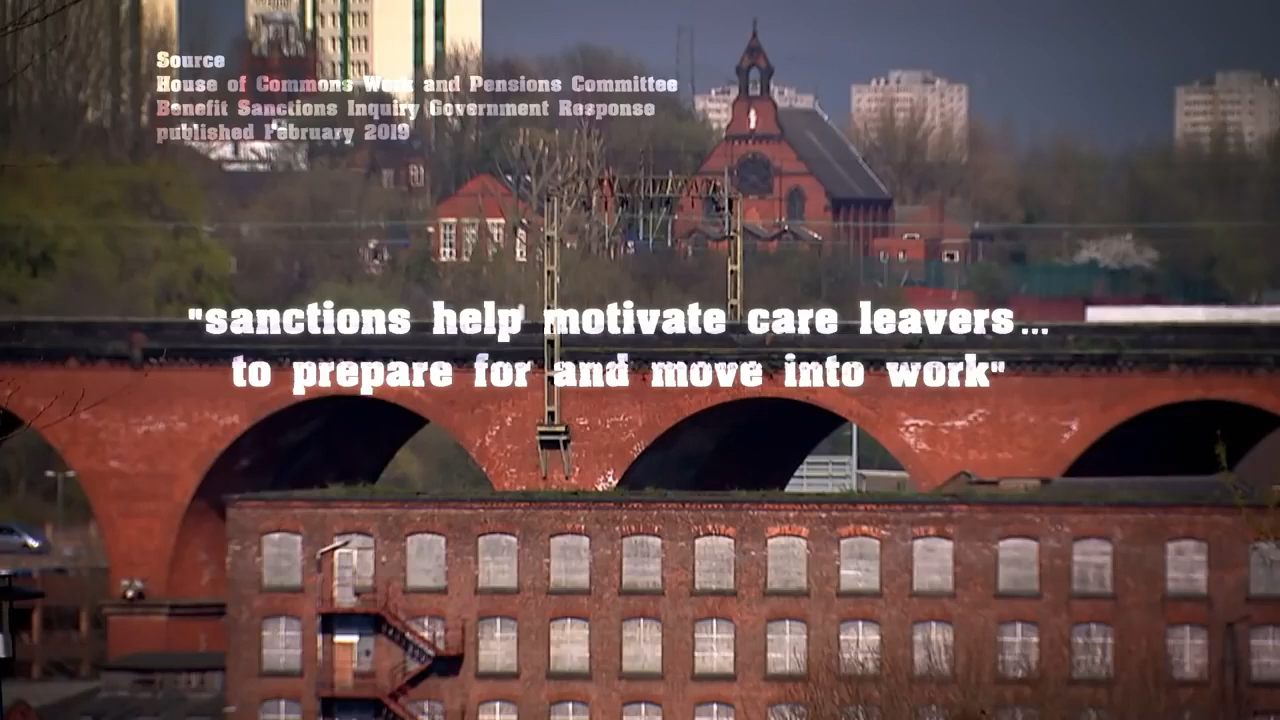 Source
House of Commons Work and Pensions Committee
Benefit Sanctions Inquiry Government Response
published February 2019
"sanctions help motivate care leavers...
to prepare for and move into work"